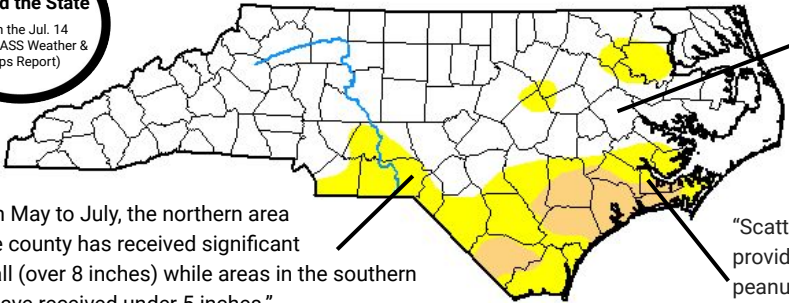 d the State
the Jul. 14
ASS Weather &
ps Report)
May to July, the northern area
county has received significant
all (over 8 inches) while areas in the southern
ave received under 5 inches.”
“Scatt
provid
peanu